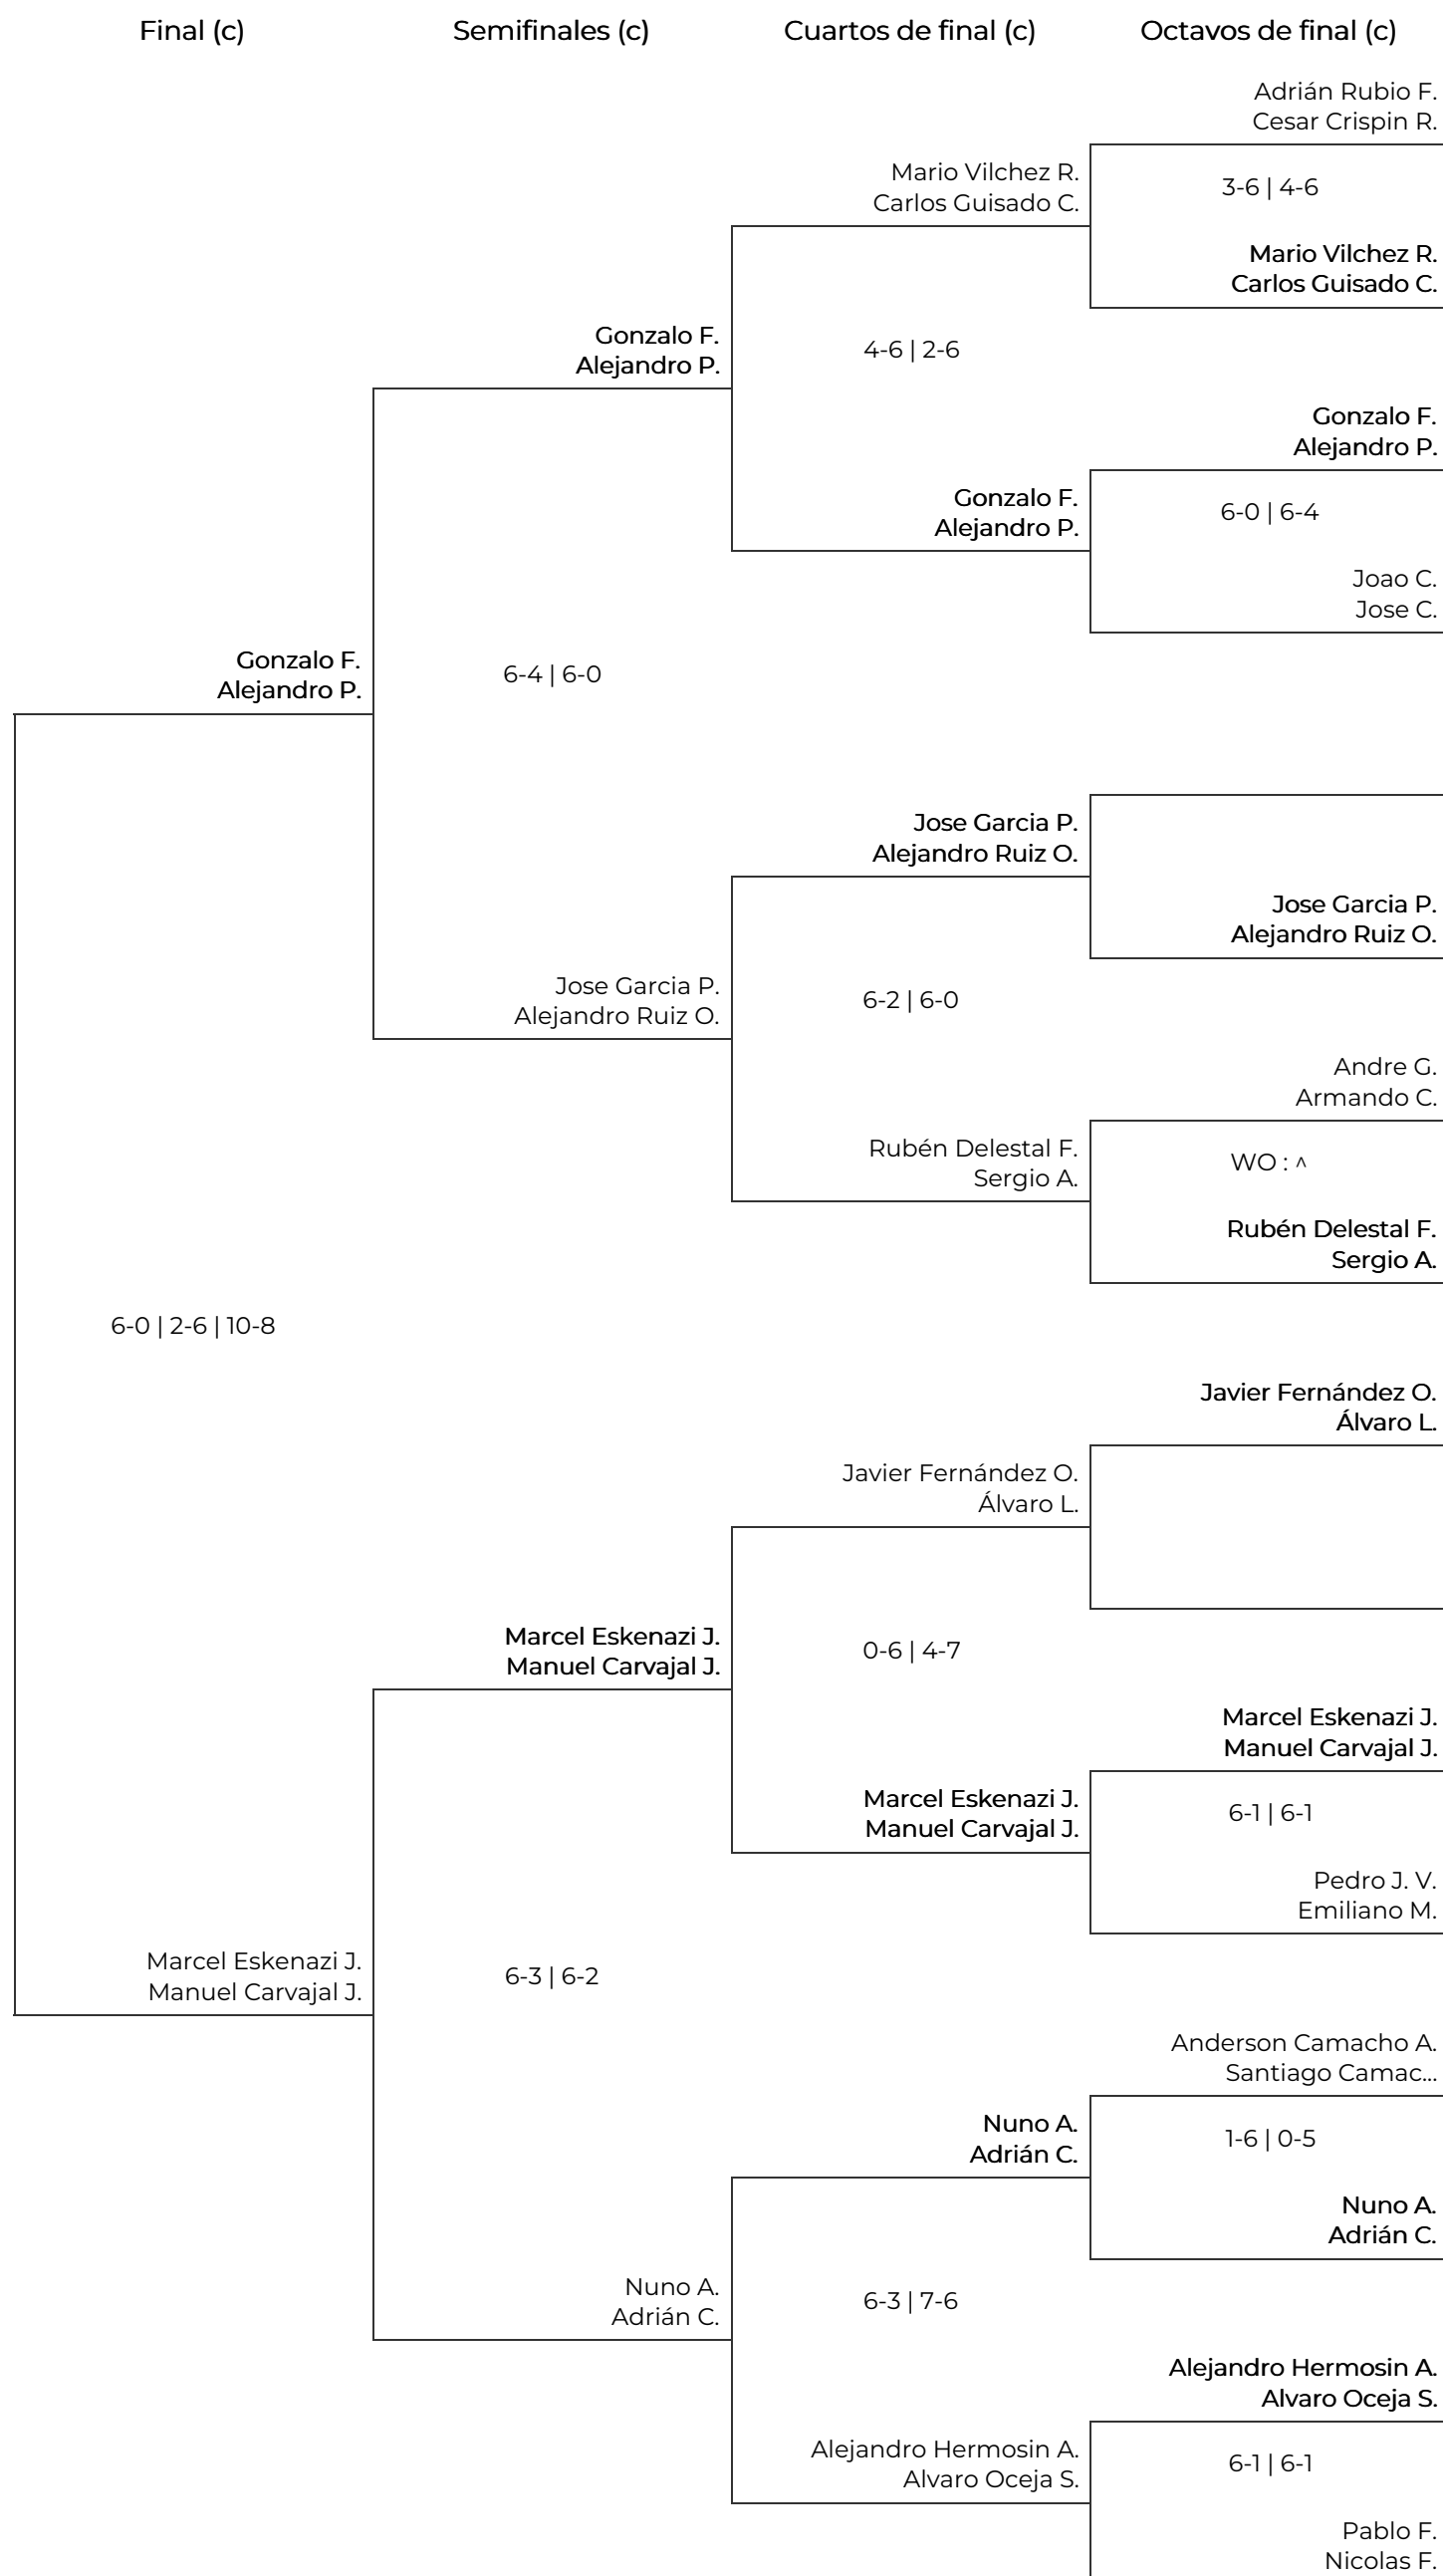 Final (c)
Semifinales (c)
Cuartos de final (c)
Octavos de final (c)
Adrián Rubio F.
Cesar Crispin R.
Mario Vilchez R.
Carlos Guisado C.
3-6 | 4-6
Mario Vilchez R.
Carlos Guisado C.
Gonzalo F.
Alejandro P.
4-6 | 2-6
Gonzalo F.
Alejandro P.
Gonzalo F.
Alejandro P.
6-0 | 6-4
Joao C.
Jose C.
Gonzalo F.
Alejandro P.
6-4 | 6-0
Jose Garcia P.
Alejandro Ruiz O.
Jose Garcia P.
Alejandro Ruiz O.
Jose Garcia P.
Alejandro Ruiz O.
6-2 | 6-0
Andre G.
Armando C.
Rubén Delestal F.
Sergio A.
WO : ^
Rubén Delestal F.
Sergio A.
6-0 | 2-6 | 10-8
Javier Fernández O.
Álvaro L.
Javier Fernández O.
Álvaro L.
Marcel Eskenazi J.
Manuel Carvajal J.
0-6 | 4-7
Marcel Eskenazi J.
Manuel Carvajal J.
Marcel Eskenazi J.
Manuel Carvajal J.
6-1 | 6-1
Pedro J. V.
Emiliano M.
Marcel Eskenazi J.
Manuel Carvajal J.
6-3 | 6-2
Anderson Camacho A.
Santiago Camac...
Nuno A.
Adrián C.
1-6 | 0-5
Nuno A.
Adrián C.
Nuno A.
Adrián C.
6-3 | 7-6
Alejandro Hermosin A.
Alvaro Oceja S.
Alejandro Hermosin A.
Alvaro Oceja S.
6-1 | 6-1
Pablo F.
Nicolas F.